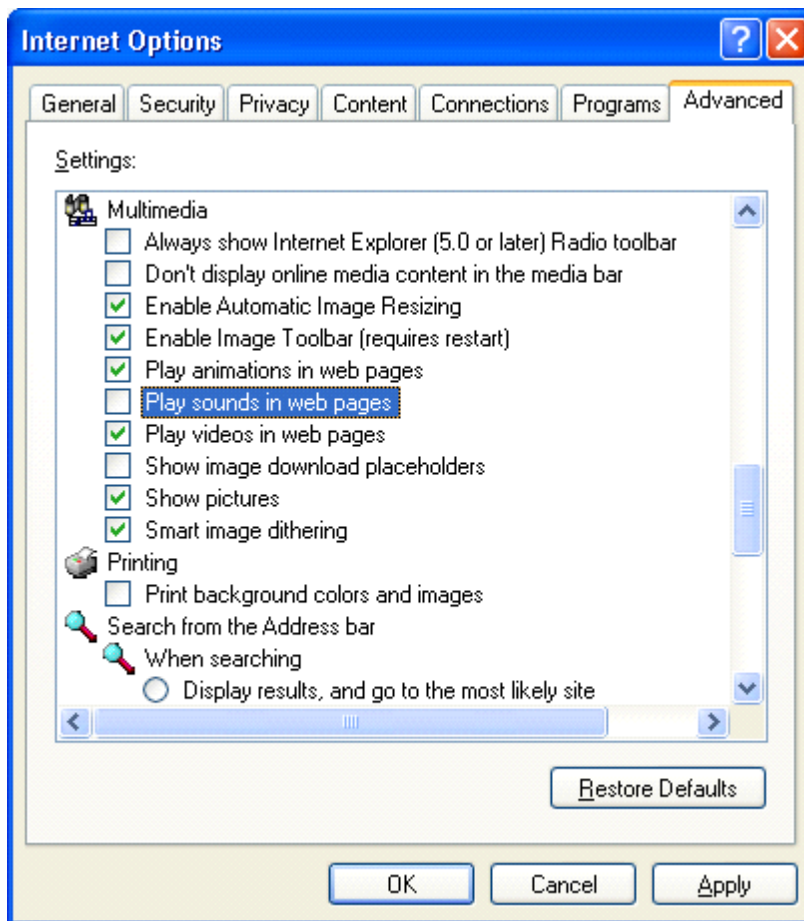 Internet Options
General Security Privacy Content Connections Programs Advanced
Settings:
Multimedia
Always show Internet Explorer (5.0 or later) Radio toolbar
Don't display online media content in the media bar
Enable Automatic Image Resizing
Enable Image Toolbar (requires restart)
Play animations in web pages
Play sounds in web pages
Play videos in web pages
Show image download placeholders
Show pictures
Smart image dithering
Printing
Print background colors and images
Search from the Address bar
When searching
Display results, and go to the most likely site
Restore Defaults
OK Cancel Apply